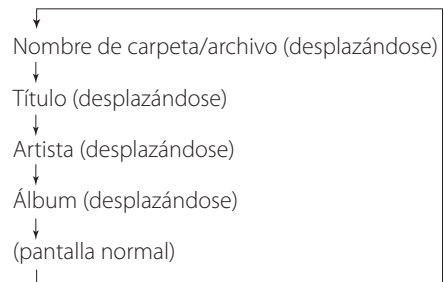 Nombre de carpeta/archivo (desplazándose)
Título (desplazándose)
Artista (desplazándose)
Álbum (desplazándose)
(pantalla normal)